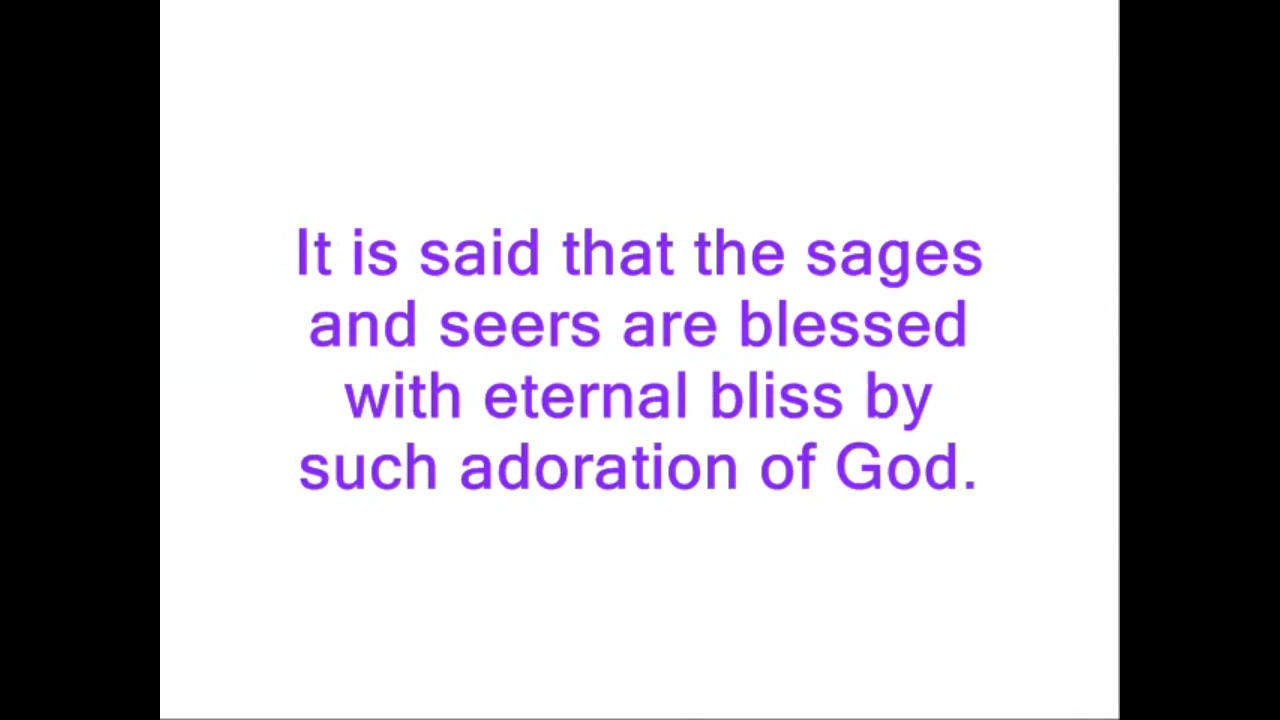 It is said that the sages
and seers are blessed
with eternal bliss by
such adoration of God.